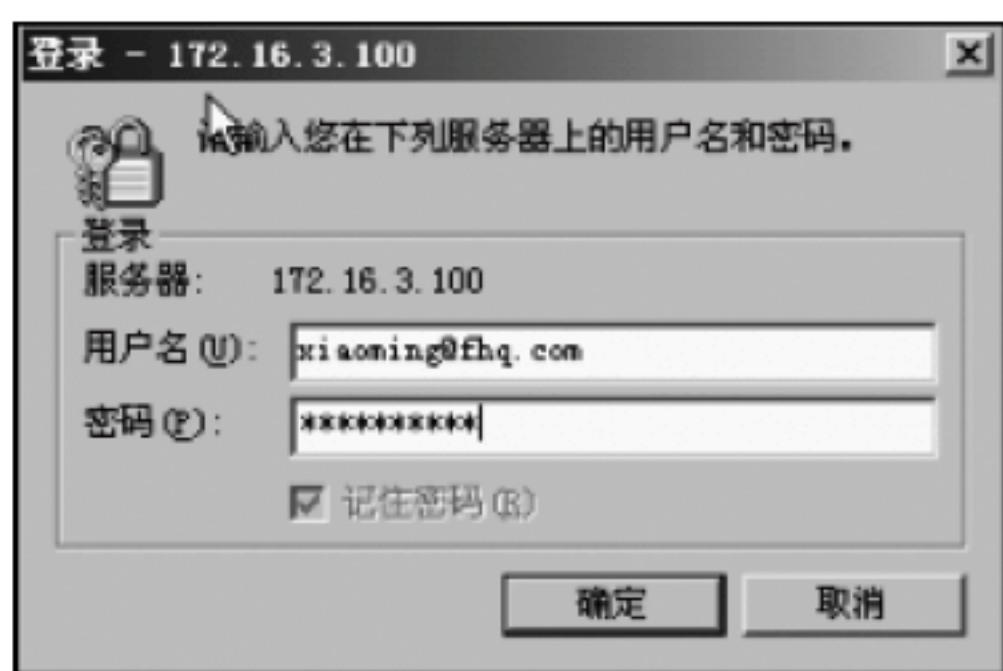 登录 - 172.16.3.100
请输入您在下列服务器上的用户名和密码。
登录
服务器: 172.16.3.100
用户名(U): xiaoming@fhq.com
密码(P): **********
记住密码(R)
确定 取消